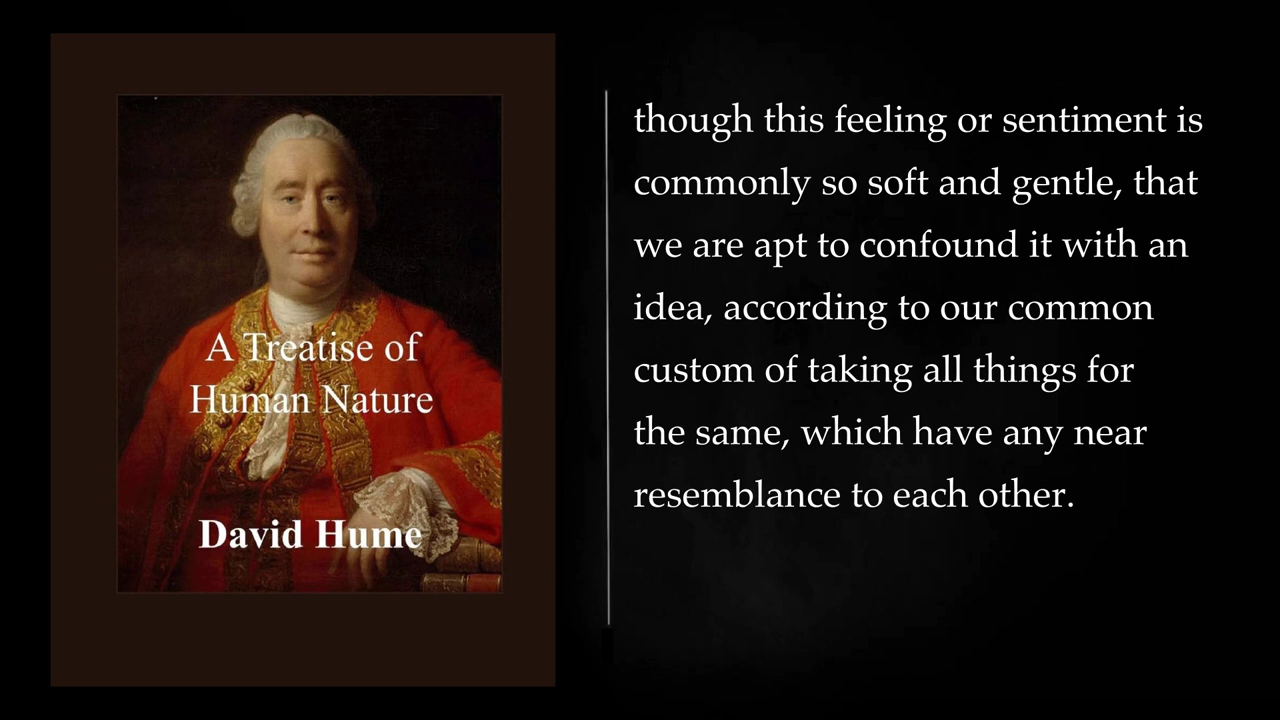 A Treatise of
Human Nature
David Hume
though this feeling or sentiment is
commonly so soft and gentle, that
we are apt to confound it with an
idea, according to our common
custom of taking all things for
the same, which have any near
resemblance to each other.